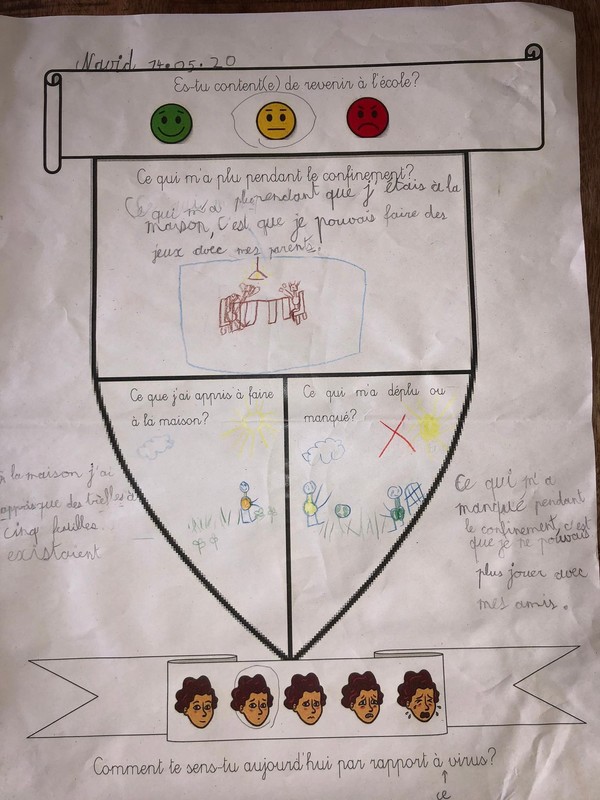 Navid 14.05.20
Es-tu content(e) de revenir à l'école?
Ce qui m'a plu pendant le confinement?
Ce qui m'a plu pendant que j'étais à la
maison, c'est que je pouvais faire des
jeux avec mes parents.
Ce que j'ai appris à faire
à la maison?
à la maison j'ai
appris que des trèfles à
cinq feuilles
existaient
Ce qui m'a déplu ou
manqué?
Ce qui m'a
manqué pendant
le confinement, c'est
que je ne pouvais
plus jouer avec
mes amis.
Comment te sens-tu aujourd'hui par rapport à virus?
ce